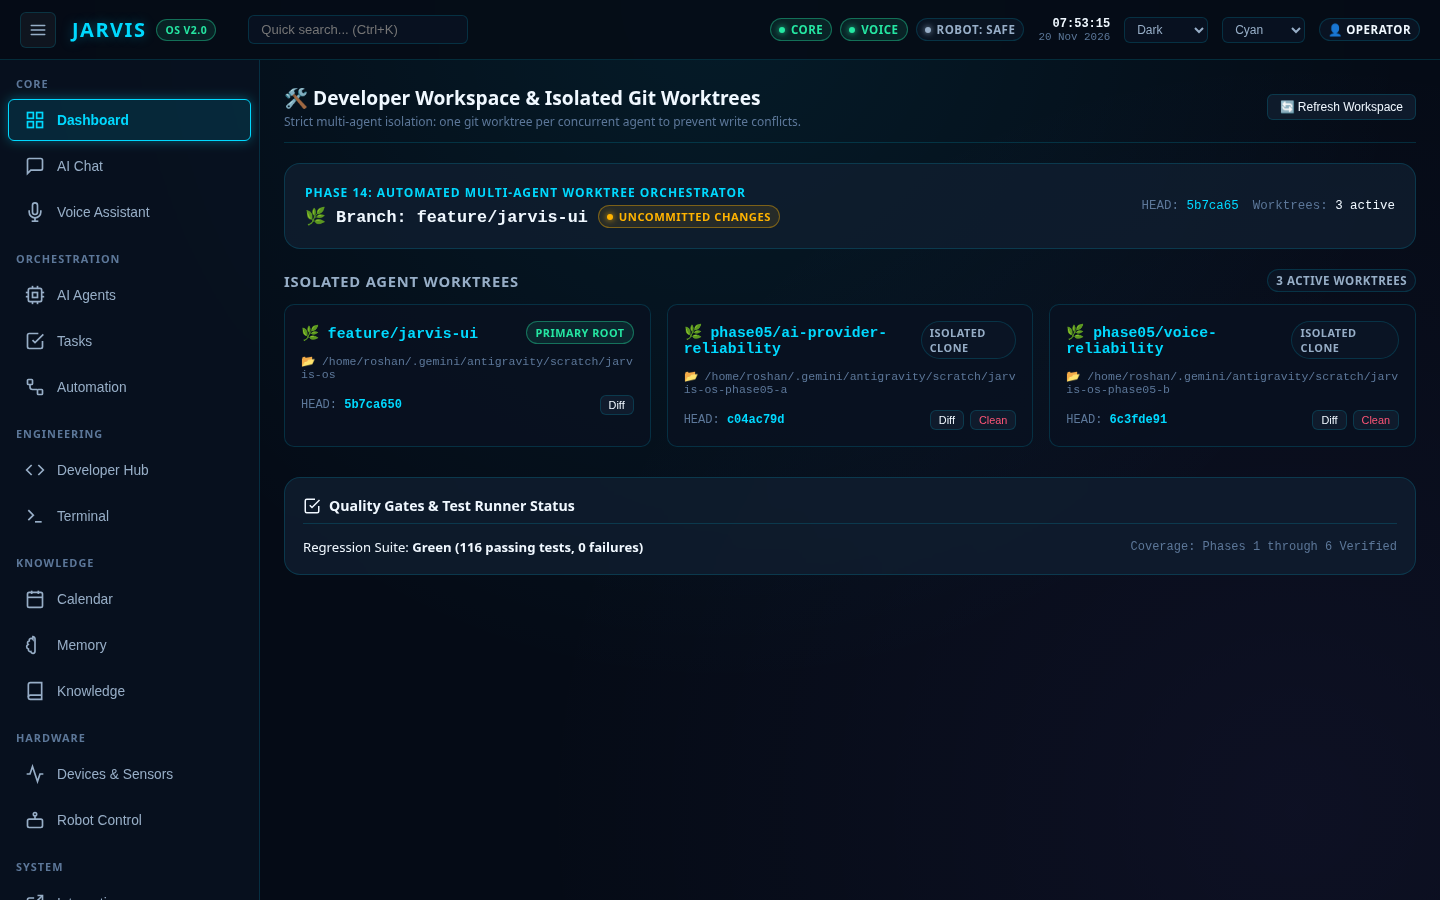 JARVIS
OS V2.0
Quick search... (Ctrl+K)
CORE
VOICE
ROBOT: SAFE
07:53:15
20 Nov 2026
Dark
Cyan
OPERATOR
CORE
Dashboard
AI Chat
Voice Assistant
ORCHESTRATION
AI Agents
Tasks
Automation
ENGINEERING
Developer Hub
Terminal
KNOWLEDGE
Calendar
Memory
Knowledge
HARDWARE
Devices & Sensors
Robot Control
SYSTEM
Developer Workspace & Isolated Git Worktrees
Strict multi-agent isolation: one git worktree per concurrent agent to prevent write conflicts.
Refresh Workspace
PHASE 14: AUTOMATED MULTI-AGENT WORKTREE ORCHESTRATOR
Branch: feature/jarvis-ui
UNCOMMITTED CHANGES
HEAD: 5b7ca65 Worktrees: 3 active
ISOLATED AGENT WORKTREES
3 ACTIVE WORKTREES
feature/jarvis-ui
PRIMARY ROOT
/home/roshan/.gemini/antigravity/scratch/jarv
is-os
HEAD: 5b7ca650
Diff
phase05/ai-provider-
reliability
ISOLATED
CLONE
/home/roshan/.gemini/antigravity/scratch/jarv
is-os-phase05-a
HEAD: c04ac79d
Diff
Clean
phase05/voice-
reliability
ISOLATED
CLONE
/home/roshan/.gemini/antigravity/scratch/jarv
is-os-phase05-b
HEAD: 6c3fde91
Diff
Clean
Quality Gates & Test Runner Status
Regression Suite: Green (116 passing tests, 0 failures)
Coverage: Phases 1 through 6 Verified